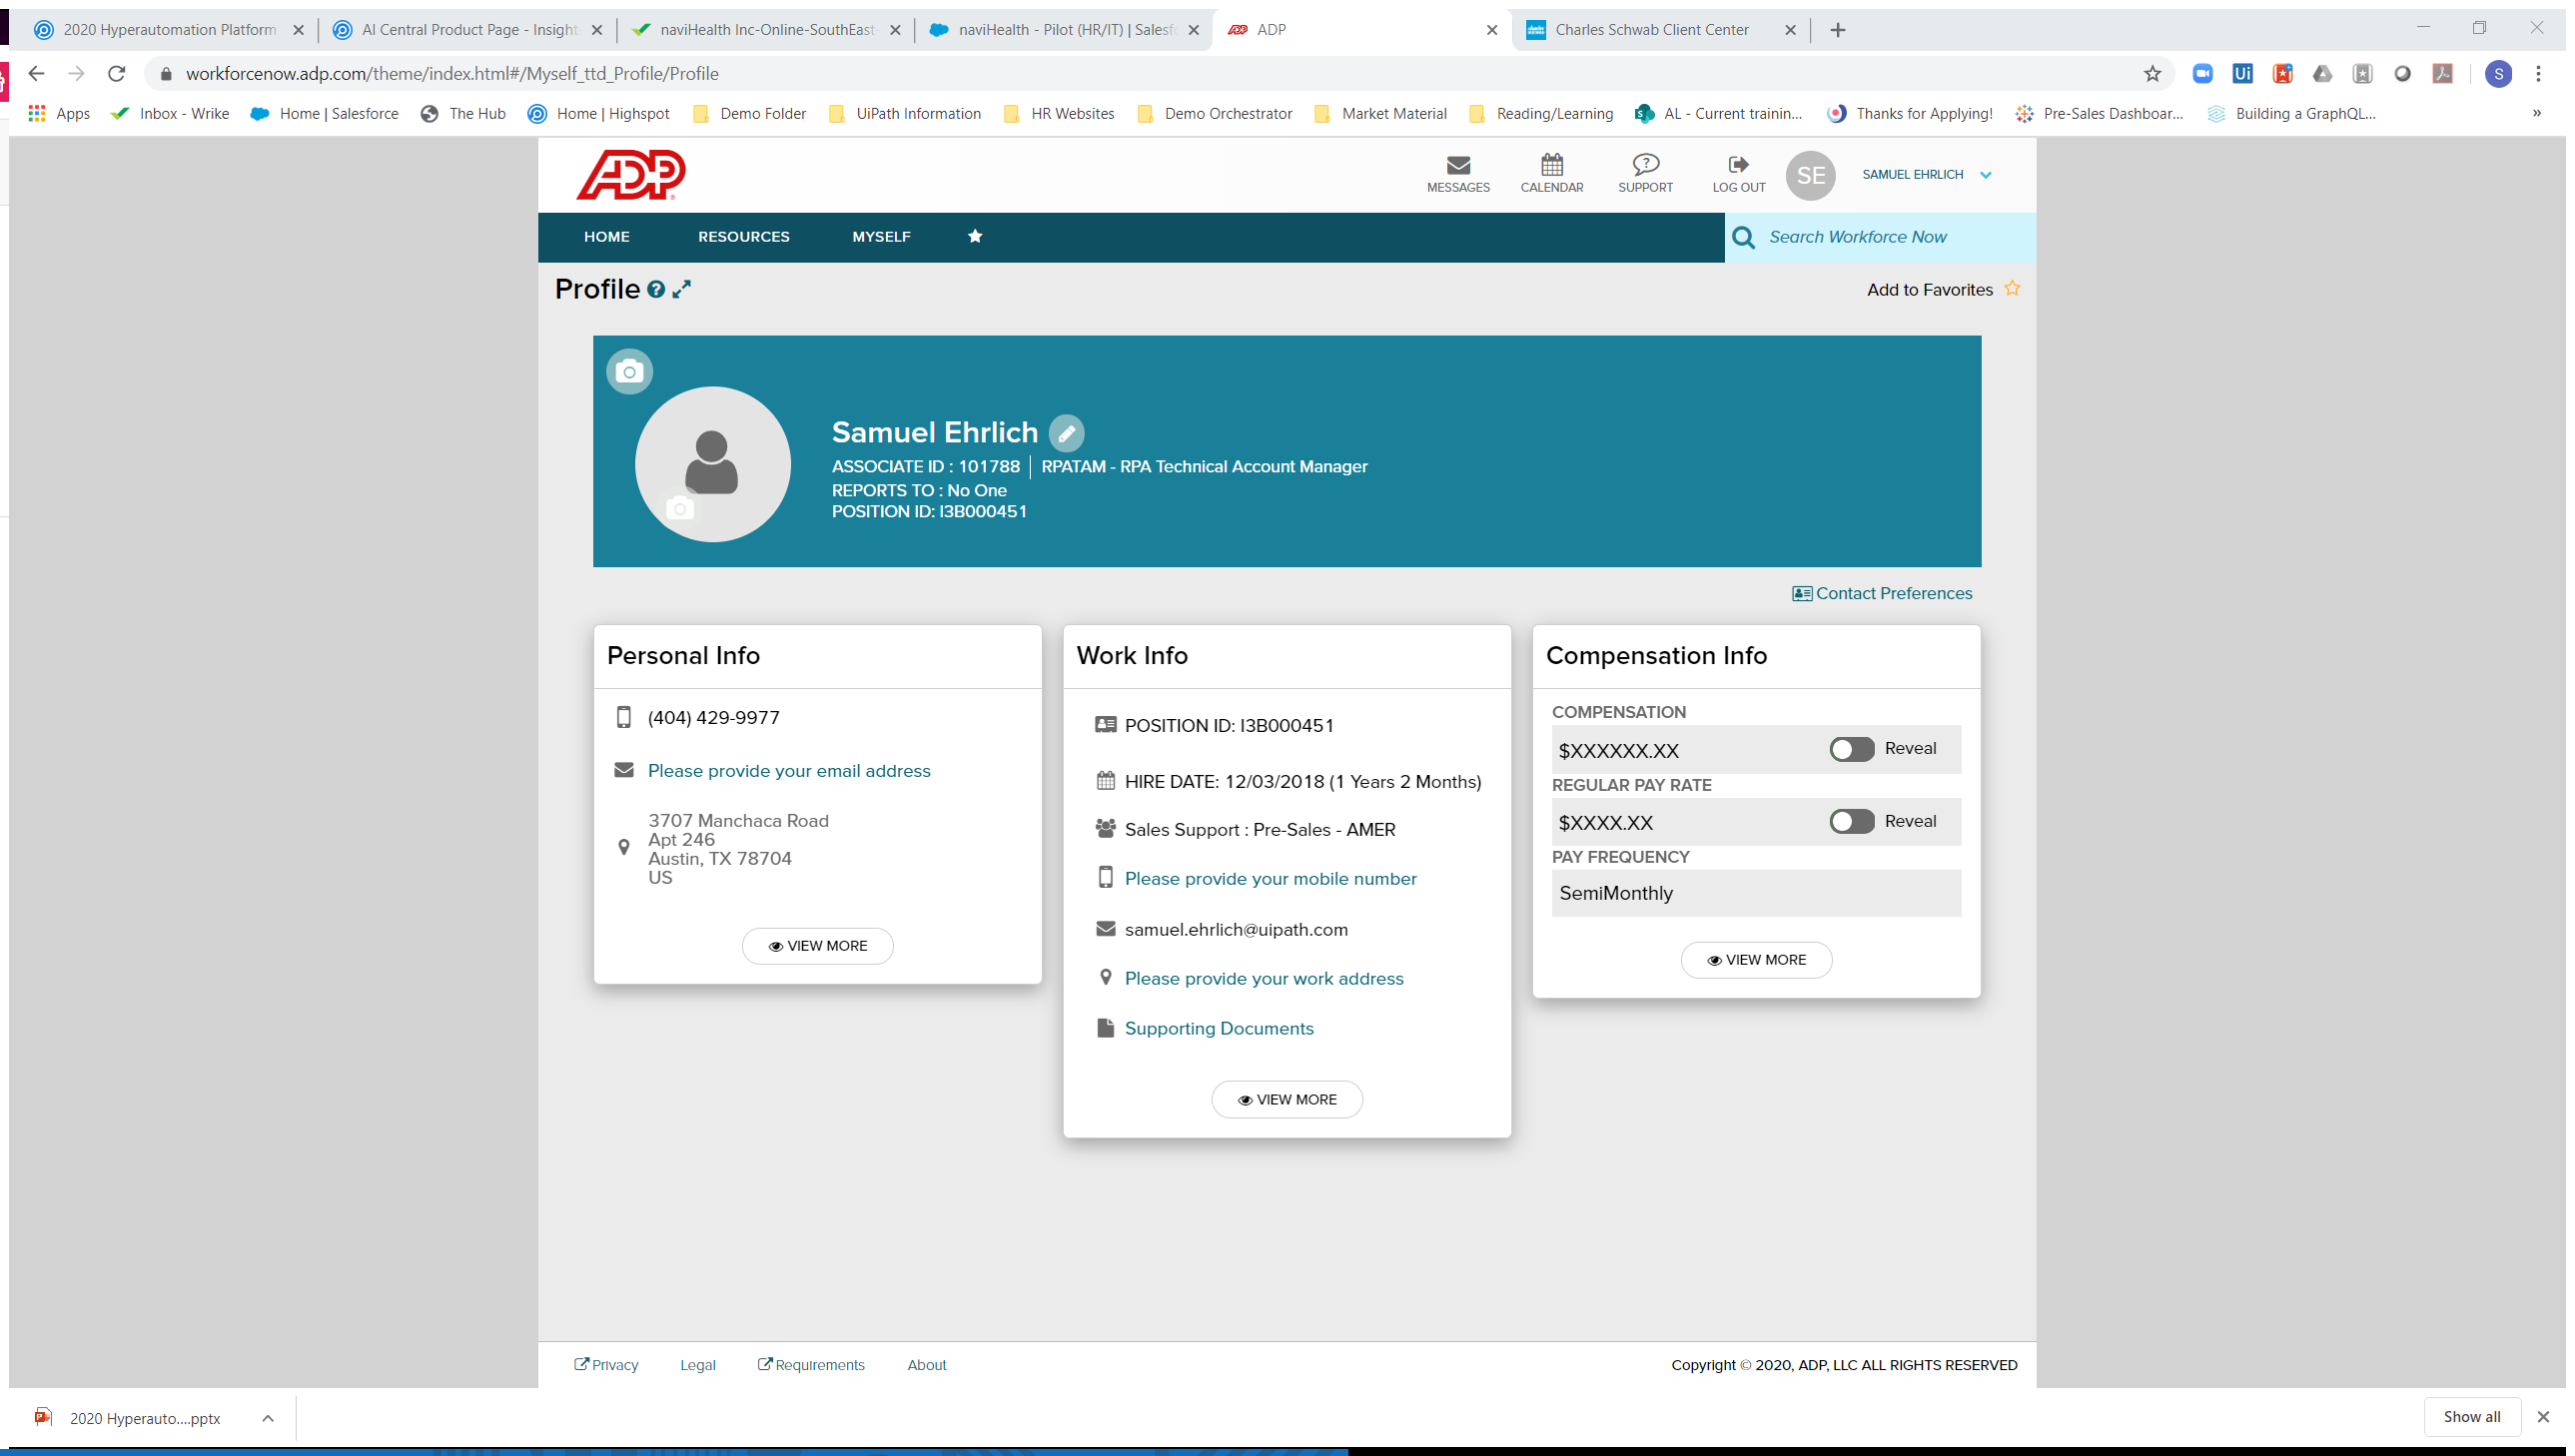 2020 Hyperautomation Platform
AI Central Product Page - Insight
naviHealth Inc-Online-SouthEast
naviHealth - Pilot (HR/IT) | Salesf
ADP
Charles Schwab Client Center
workforcenow.adp.com/theme/index.html#/Myself_ttd_Profile/Profile
Ui
S
Apps
Inbox - Wrike
Home | Salesforce
The Hub
Home | Highspot
Demo Folder
UiPath Information
HR Websites
Demo Orchestrator
Market Material
Reading/Learning
AL - Current trainin...
Thanks for Applying!
Pre-Sales Dashboar...
Building a GraphQL...
»
ADP
MESSAGES
CALENDAR
SUPPORT
LOG OUT
SE
SAMUEL EHRLICH
HOME
RESOURCES
MYSELF
Search Workforce Now
Profile
Add to Favorites
Samuel Ehrlich
ASSOCIATE ID : 101788 | RPATAM - RPA Technical Account Manager
REPORTS TO : No One
POSITION ID: I3B000451
Contact Preferences
Personal Info
(404) 429-9977
Please provide your email address
3707 Manchaca Road
Apt 246
Austin, TX 78704
US
VIEW MORE
Work Info
POSITION ID: I3B000451
HIRE DATE: 12/03/2018 (1 Years 2 Months)
Sales Support : Pre-Sales - AMER
Please provide your mobile number
samuel.ehrlich@uipath.com
Please provide your work address
Supporting Documents
VIEW MORE
Compensation Info
COMPENSATION
$XXXXXX.XX
Reveal
REGULAR PAY RATE
$XXXX.XX
Reveal
PAY FREQUENCY
SemiMonthly
VIEW MORE
Privacy
Legal
Requirements
About
Copyright © 2020, ADP, LLC ALL RIGHTS RESERVED
2020 Hyperauto....pptx
Show all